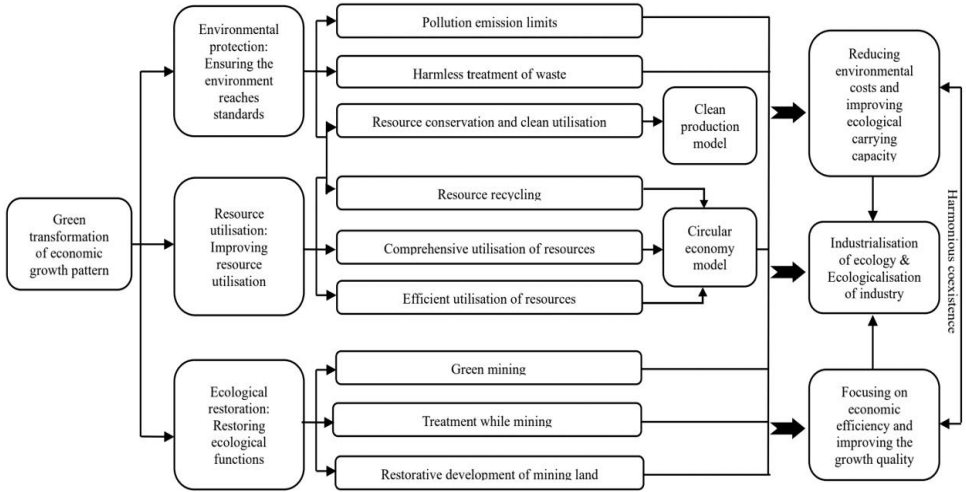 Green
transformation
of economic
growth pattern
Environmental
protection:
Ensuring the
environment
reaches
standards
Resource
utilisation:
Improving
resource
utilisation
Ecological
restoration:
Restoring
ecological
functions
Pollution emission limits
Harmless treatment of waste
Resource conservation and clean utilisation
Resource recycling
Comprehensive utilisation of resources
Efficient utilisation of resources
Green mining
Treatment while mining
Restorative development of mining land
Clean
production
model
Circular
economy
model
Reducing
environmental
costs and
improving
ecological
carrying
capacity
Industrialisation
of ecology &
Ecologicalisation
of industry
Focusing on
economic
efficiency and
improving the
growth quality
Harmonious coexistence